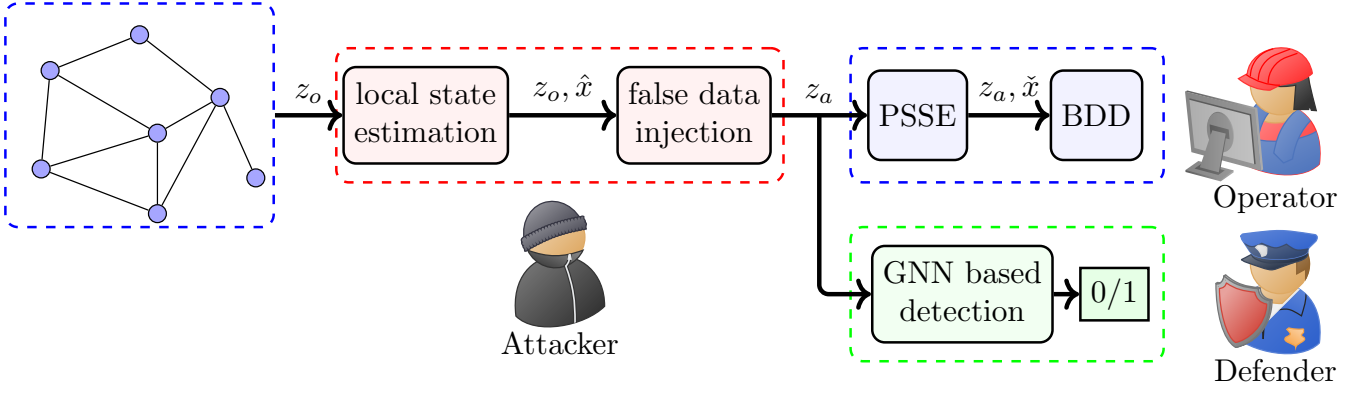 z_o
local state
estimation
z_o, x̂
false data
injection
z_a
PSSE
z_a, x̌
BDD
Operator
Attacker
GNN based
detection
0/1
Defender